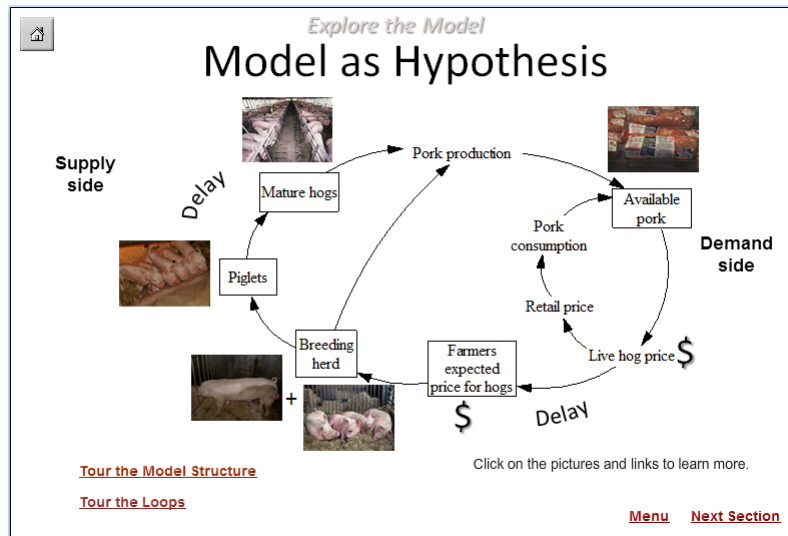 Explore the Model
Model as Hypothesis
Supply
side
Delay
Mature hogs
Pork production
Available
pork
Pork
consumption
Demand
side
Piglets
Retail price
Breeding
herd
Farmers
expected
price for hogs
Live hog price $
+
$
Delay
Click on the pictures and links to learn more.
Tour the Model Structure
Tour the Loops
Menu
Next Section